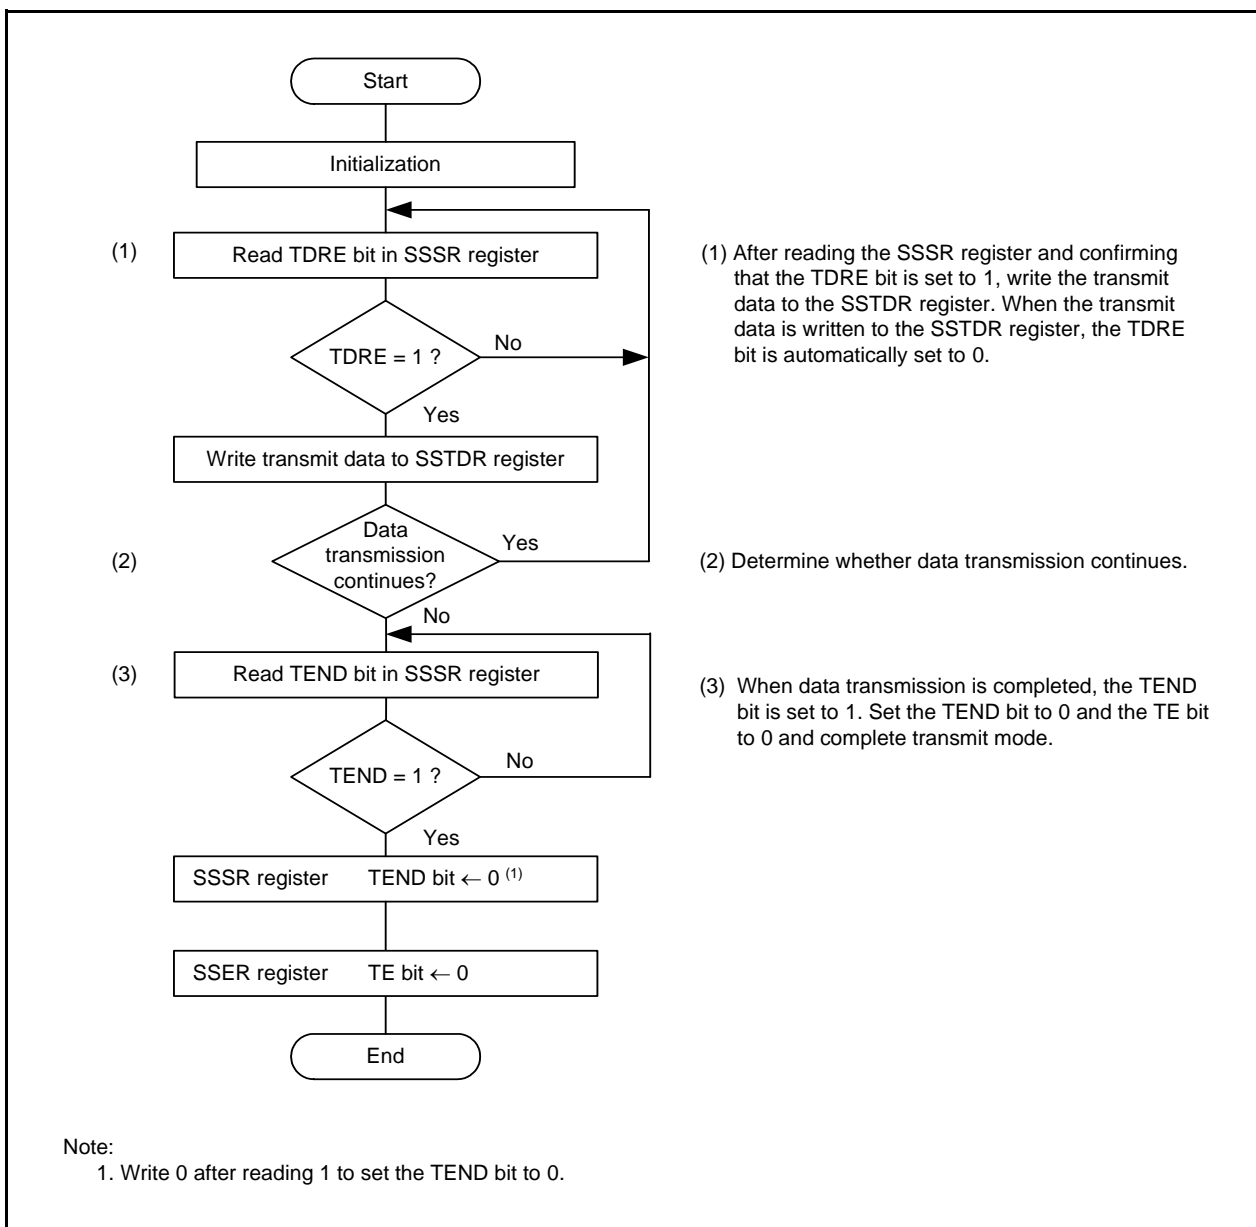 Start
Initialization
(1)
Read TDRE bit in SSSR register
(1) After reading the SSSR register and confirming
that the TDRE bit is set to 1, write the transmit
data to the SSTDR register. When the transmit
data is written to the SSTDR register, the TDRE
bit is automatically set to 0.
TDRE = 1 ?
No
Yes
Write transmit data to SSTDR register
(2)
Data
transmission
continues?
Yes
(2) Determine whether data transmission continues.
No
(3)
Read TEND bit in SSSR register
(3) When data transmission is completed, the TEND
bit is set to 1. Set the TEND bit to 0 and the TE bit
to 0 and complete transmit mode.
TEND = 1 ?
No
Yes
SSSR register TEND bit ← 0 (1)
SSER register TE bit ← 0
End
Note:
1. Write 0 after reading 1 to set the TEND bit to 0.